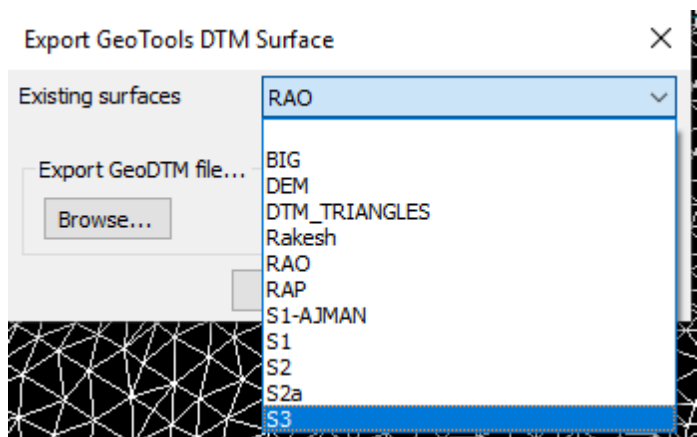 Export GeoTools DTM Surface
Existing surfaces
RAO
Export GeoDTM file...
Browse...
BIG
DEM
DTM_TRIANGLES
Rakesh
RAO
RAP
S1-AJMAN
S1
S2
S2a
S3